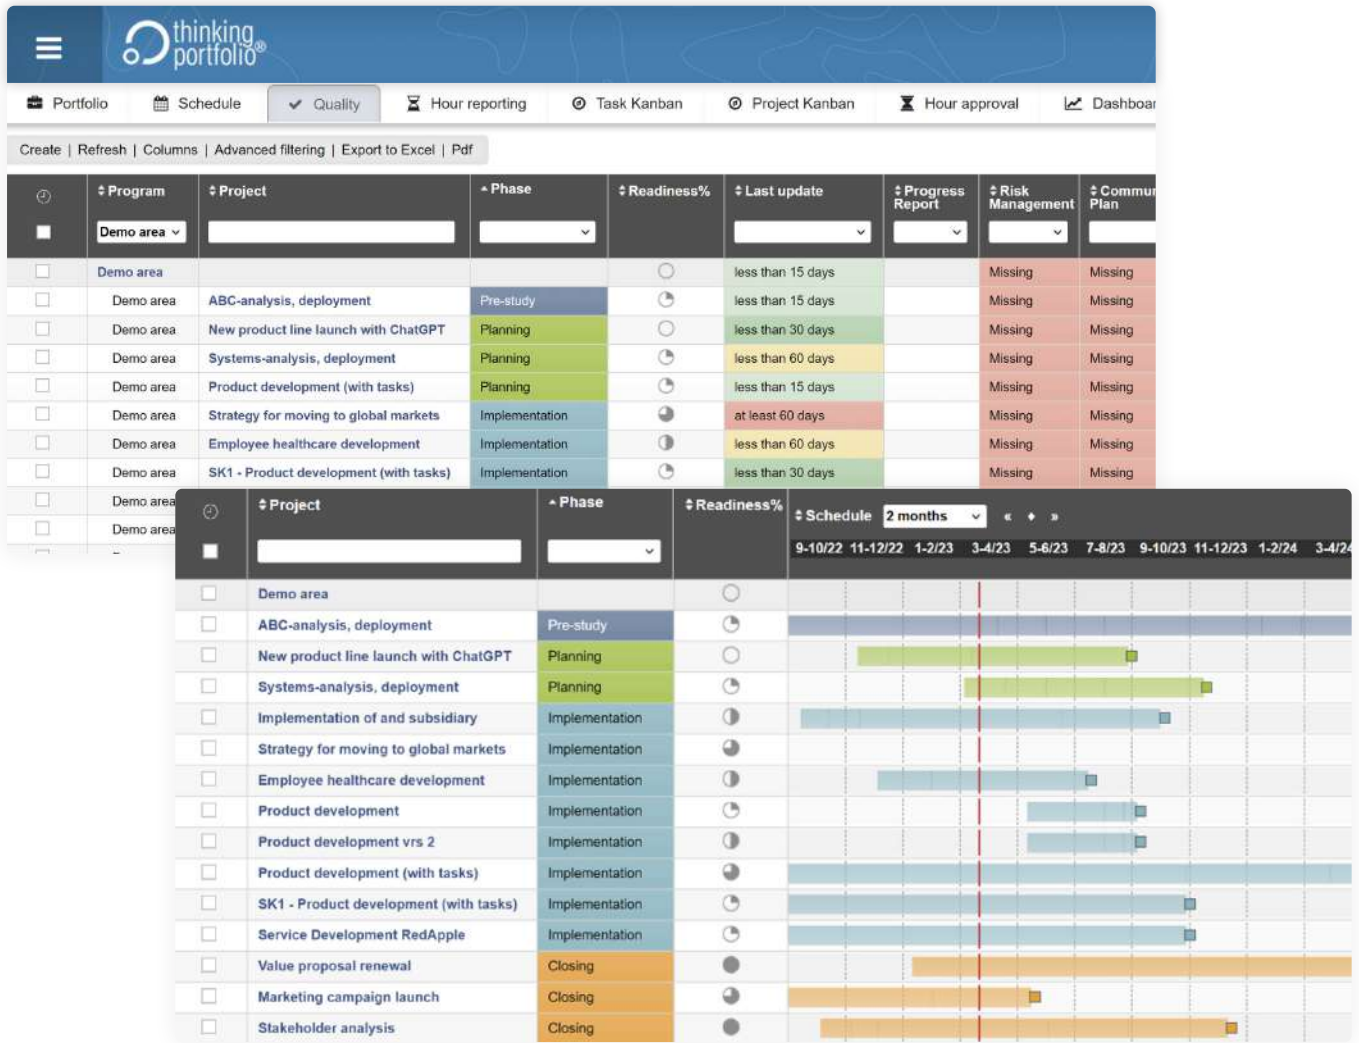 thinking
portfolio®
Portfolio Schedule Quality Hour reporting Task Kanban Project Kanban Hour approval Dashboar
Create | Refresh | Columns | Advanced filtering | Export to Excel | Pdf
Program Project Phase Readiness% Last update Progress Report Risk Management Commur Plan
Demo area
Demo area less than 15 days Missing Missing
Demo area ABC-analysis, deployment Pre-study less than 15 days Missing Missing
Demo area New product line launch with ChatGPT Planning less than 30 days Missing Missing
Demo area Systems-analysis, deployment Planning less than 60 days Missing Missing
Demo area Product development (with tasks) Planning less than 15 days Missing Missing
Demo area Strategy for moving to global markets Implementation at least 60 days Missing Missing
Demo area Employee healthcare development Implementation less than 60 days Missing Missing
Demo area SK1 - Product development (with tasks) Implementation less than 30 days Missing Missing
Demo area
Demo area
Project Phase Readiness% Schedule 2 months « ♦ »
9-10/22 11-12/22 1-2/23 3-4/23 5-6/23 7-8/23 9-10/23 11-12/23 1-2/24 3-4/24
Demo area
ABC-analysis, deployment Pre-study
New product line launch with ChatGPT Planning
Systems-analysis, deployment Planning
Implementation of and subsidiary Implementation
Strategy for moving to global markets Implementation
Employee healthcare development Implementation
Product development Implementation
Product development vrs 2 Implementation
Product development (with tasks) Implementation
SK1 - Product development (with tasks) Implementation
Service Development RedApple Implementation
Value proposal renewal Closing
Marketing campaign launch Closing
Stakeholder analysis Closing